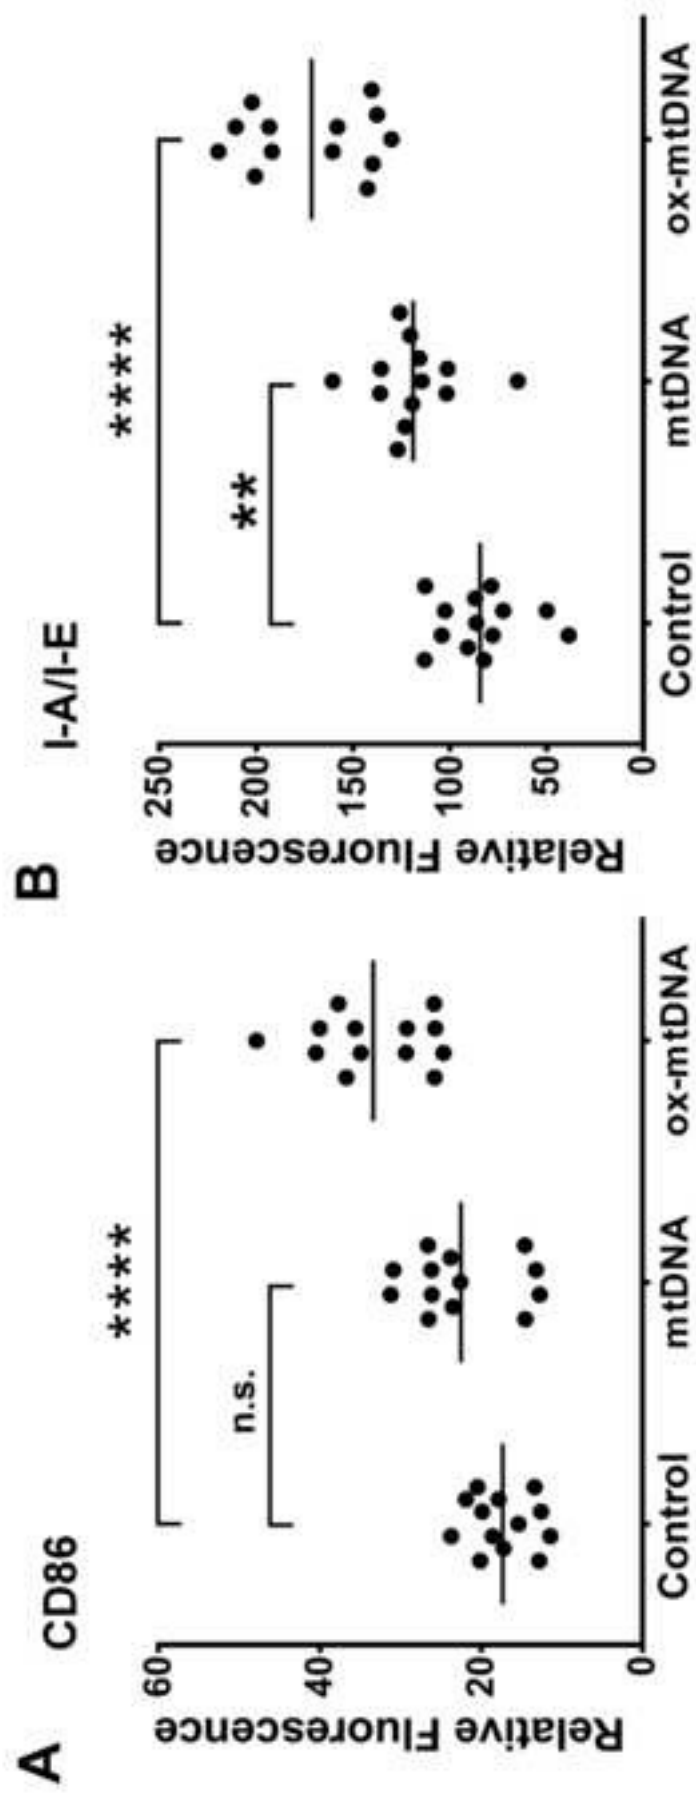 A
CD86
Relative Fluorescence
60
40
20
0
n.s.
****
Control
mtDNA
ox-mtDNA
B
I-A/I-E
Relative Fluorescence
250
200
150
100
50
0
**
****
Control
mtDNA
ox-mtDNA